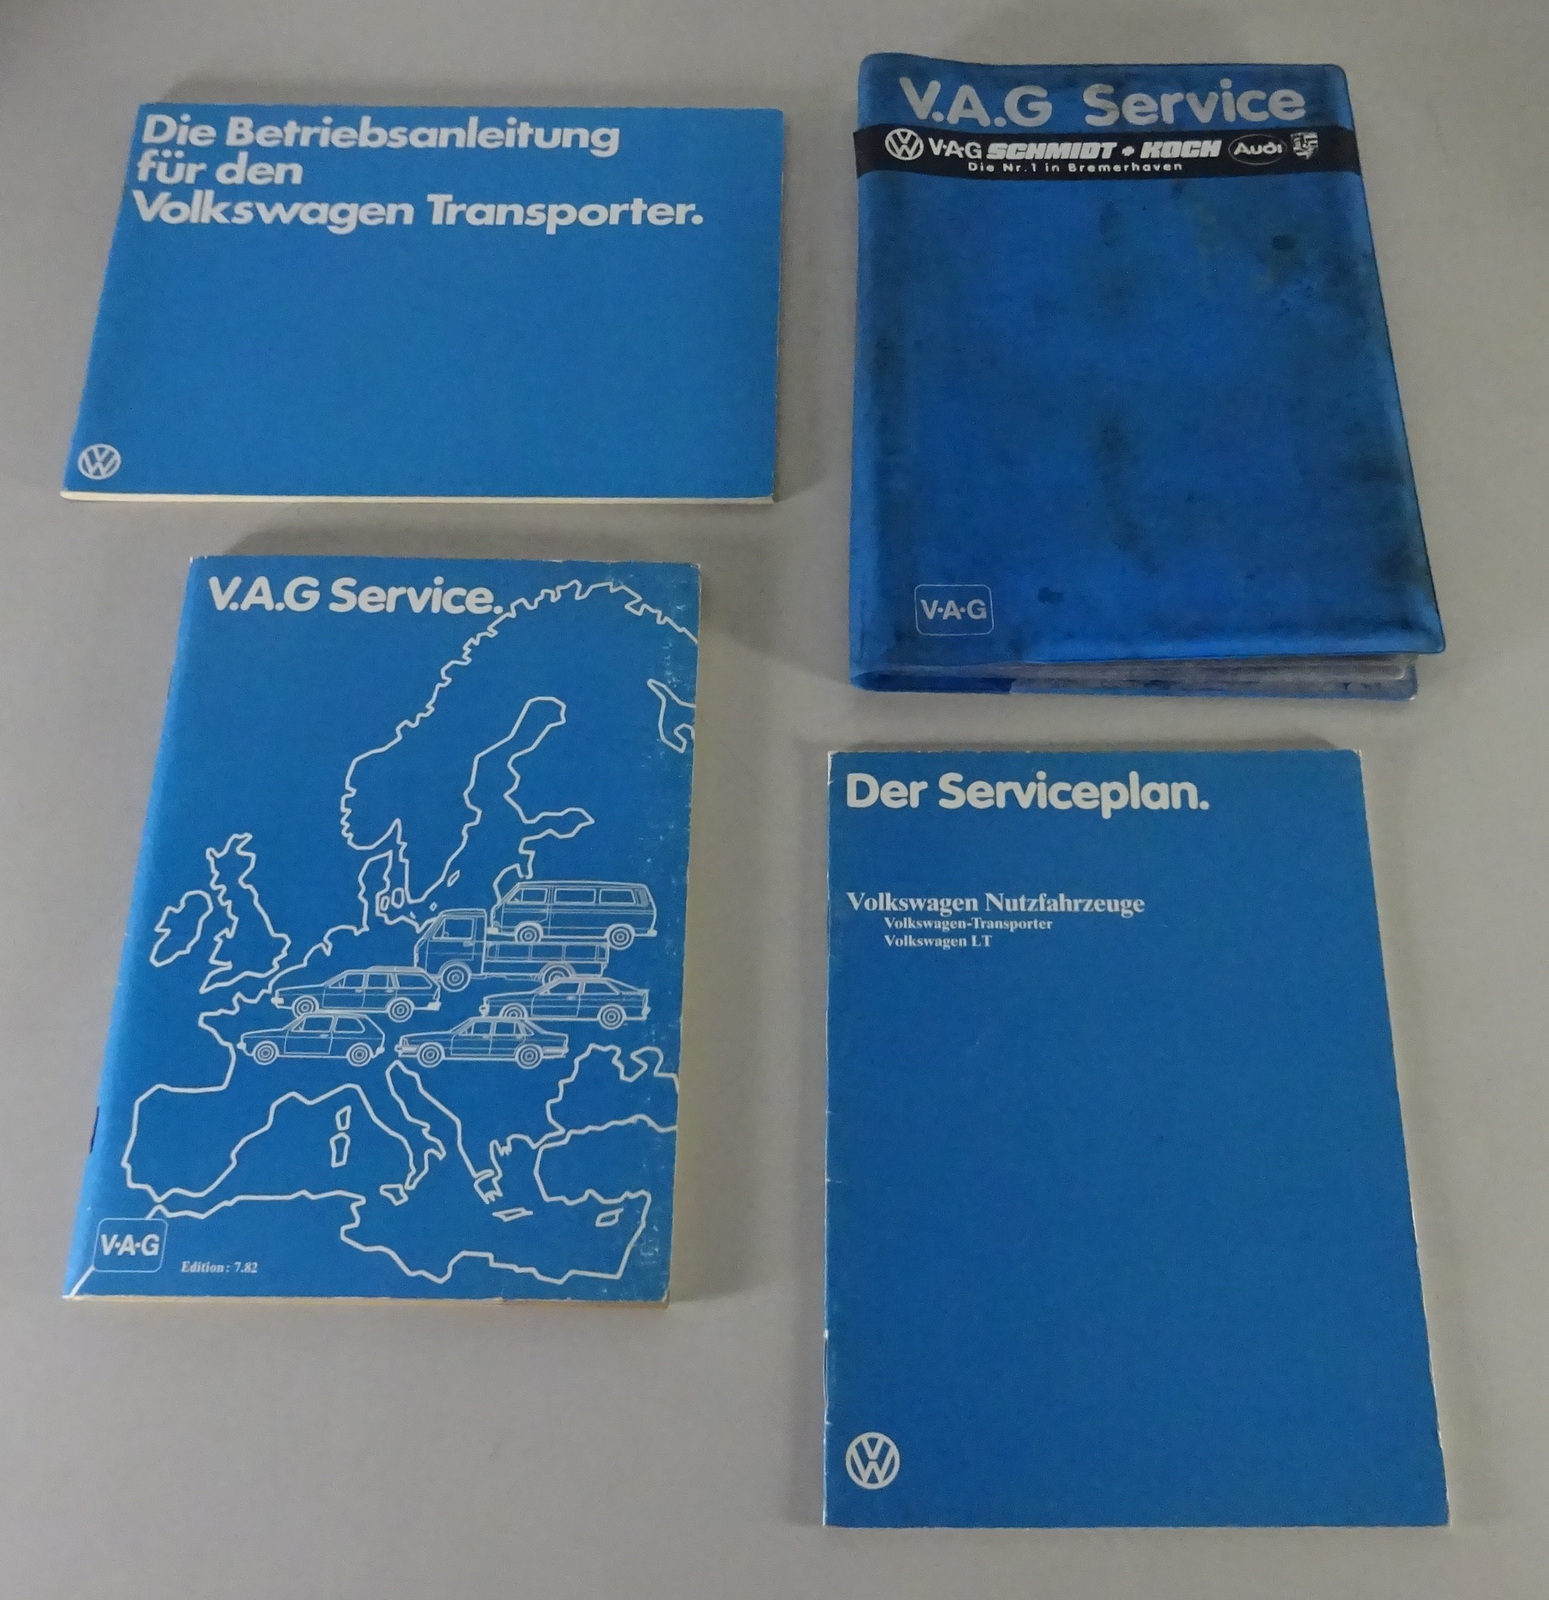 Die Betriebsanleitung
für den
Volkswagen Transporter.
V.A.G Service
V·A·G SCHMIDT + KOCH Audi
Die Nr. 1 in Bremerhaven
V·A·G
V.A.G Service.
V·A·G
Edition: 7.82
Der Serviceplan.
Volkswagen Nutzfahrzeuge
Volkswagen-Transporter
Volkswagen LT